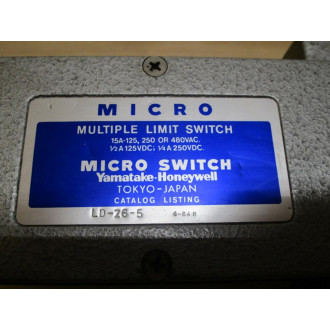 MICRO
MULTIPLE LIMIT SWITCH
15A-125, 250 OR 480VAC.
½A 125VDC; ¼A 250VDC.
MICRO SWITCH
Yamatake-Honeywell
TOKYO-JAPAN
CATALOG LISTING
LD-Z6-5